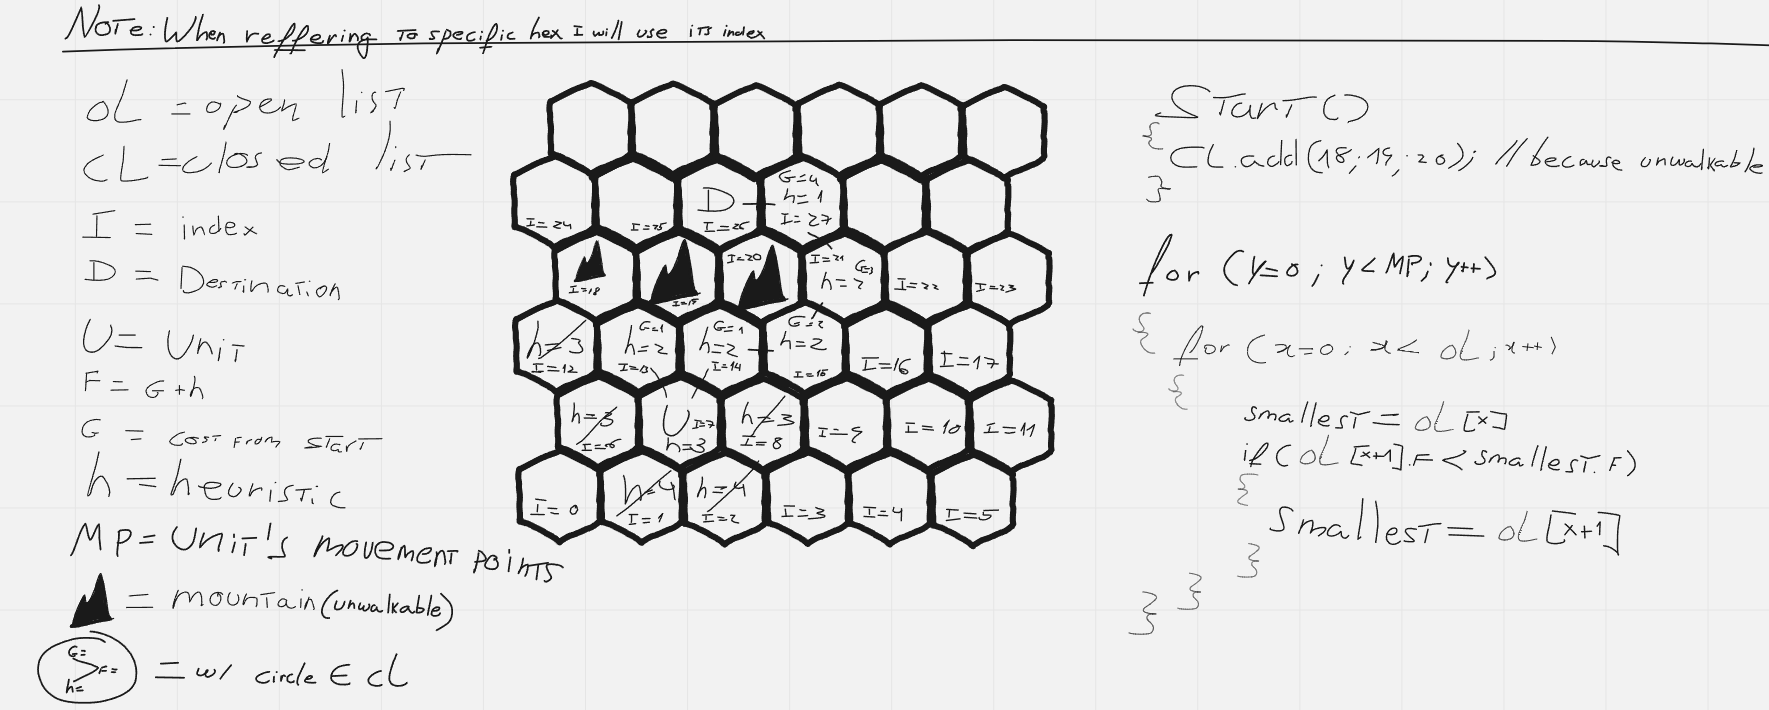 NOTE: When reffering to specific hex I will use its index
OL = open list
CL = closed list
I = index
D = Destination
U = Unit
F = G+h
G = cost from start
h = heuristic
MP = Unit's movement points
= mountain (unwalkable)
G=
F=
h=
= w/ circle ∈ CL
G=4
h=1
I=27
D
I=24
I=25
I=26
I=20
I=21
G=3
h=2
I=22
I=23
I=18
I=19
h=3
I=12
G=1
h=2
I=13
G=1
h=2
I=14
G=2
h=2
I=15
I=16
I=17
h=3
I=6
U I=7
h=3
h=3
I=8
I=9
I=10
I=11
I=0
h=4
I=1
h=4
I=2
I=3
I=4
I=5
Start()
{
CL.add(18;19;20); //because unwalkable
}
for (y=0; y<MP; y++)
{
for (x=0; x< OL; x++)
{
smallest = OL[x]
if (OL[x+1].F < smallest.F)
{
smallest = OL[x+1]
}
}
}